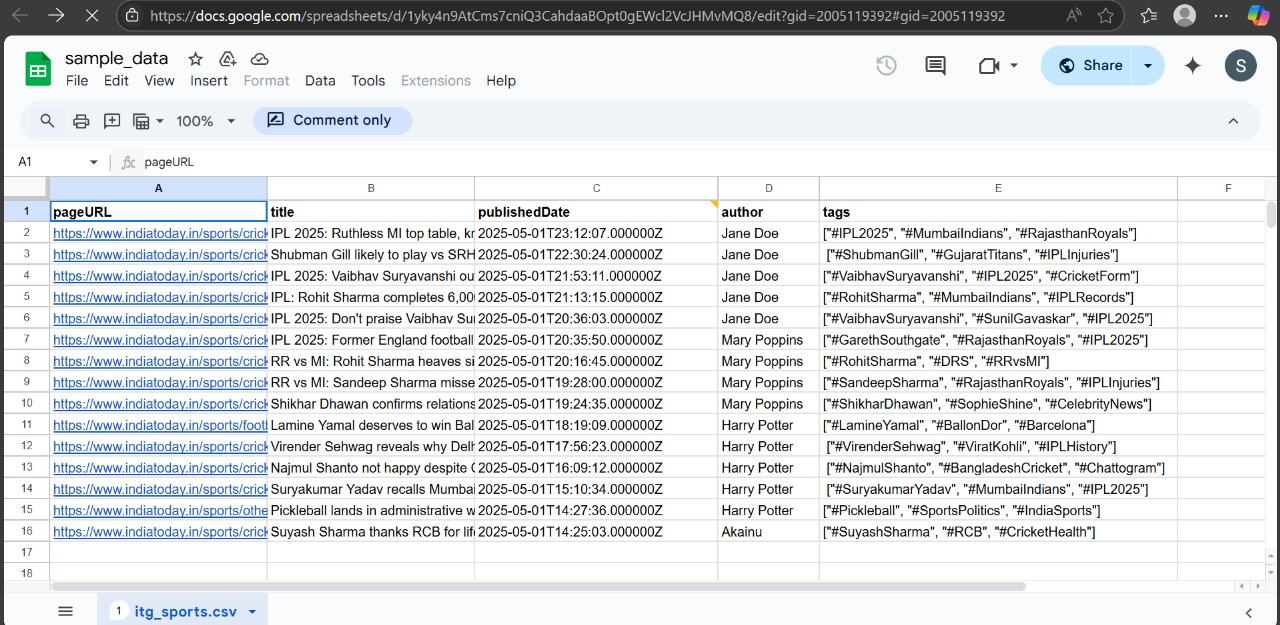 https://docs.google.com/spreadsheets/d/1yky4n9AtCms7cniQ3CahdaaBOpt0gEWcl2VcJHMvMQ8/edit?gid=2005119392#gid=2005119392
sample_data
File Edit View Insert Format Data Tools Extensions Help
Share
S
100% Comment only
A1 fx pageURL
A B C D E F
1 pageURL title publishedDate author tags
2 https://www.indiatoday.in/sports/crick IPL 2025: Ruthless MI top table, kr 2025-05-01T23:12:07.000000Z Jane Doe ["#IPL2025", "#MumbaiIndians", "#RajasthanRoyals"]
3 https://www.indiatoday.in/sports/crick Shubman Gill likely to play vs SRH 2025-05-01T22:30:24.000000Z Jane Doe ["#ShubmanGill", "#GujaratTitans", "#IPLInjuries"]
4 https://www.indiatoday.in/sports/crick IPL 2025: Vaibhav Suryavanshi ou 2025-05-01T21:53:11.000000Z Jane Doe ["#VaibhavSuryavanshi", "#IPL2025", "#CricketForm"]
5 https://www.indiatoday.in/sports/crick IPL: Rohit Sharma completes 6,00 2025-05-01T21:13:15.000000Z Jane Doe ["#RohitSharma", "#MumbaiIndians", "#IPLRecords"]
6 https://www.indiatoday.in/sports/crick IPL 2025: Don't praise Vaibhav Su 2025-05-01T20:36:03.000000Z Jane Doe ["#VaibhavSuryavanshi", "#SunilGavaskar", "#IPL2025"]
7 https://www.indiatoday.in/sports/crick IPL 2025: Former England football 2025-05-01T20:35:50.000000Z Mary Poppins ["#GarethSouthgate", "#RajasthanRoyals", "#IPL2025"]
8 https://www.indiatoday.in/sports/crick RR vs MI: Rohit Sharma heaves si 2025-05-01T20:16:45.000000Z Mary Poppins ["#RohitSharma", "#DRS", "#RRvsMI"]
9 https://www.indiatoday.in/sports/crick RR vs MI: Sandeep Sharma misse 2025-05-01T19:28:00.000000Z Mary Poppins ["#SandeepSharma", "#RajasthanRoyals", "#IPLInjuries"]
10 https://www.indiatoday.in/sports/crick Shikhar Dhawan confirms relations 2025-05-01T19:24:35.000000Z Mary Poppins ["#ShikharDhawan", "#SophieShine", "#CelebrityNews"]
11 https://www.indiatoday.in/sports/footl Lamine Yamal deserves to win Bal 2025-05-01T18:19:09.000000Z Harry Potter ["#LamineYamal", "#BallonDor", "#Barcelona"]
12 https://www.indiatoday.in/sports/crick Virender Sehwag reveals why Delh 2025-05-01T17:56:23.000000Z Harry Potter ["#VirenderSehwag", "#ViratKohli", "#IPLHistory"]
13 https://www.indiatoday.in/sports/crick Najmul Shanto not happy despite C 2025-05-01T16:09:12.000000Z Harry Potter ["#NajmulShanto", "#BangladeshCricket", "#Chattogram"]
14 https://www.indiatoday.in/sports/crick Suryakumar Yadav recalls Mumbai 2025-05-01T15:10:34.000000Z Harry Potter ["#SuryakumarYadav", "#MumbaiIndians", "#IPL2025"]
15 https://www.indiatoday.in/sports/othe Pickleball lands in administrative w 2025-05-01T14:27:36.000000Z Harry Potter ["#Pickleball", "#SportsPolitics", "#IndiaSports"]
16 https://www.indiatoday.in/sports/crick Suyash Sharma thanks RCB for life 2025-05-01T14:25:03.000000Z Akainu ["#SuyashSharma", "#RCB", "#CricketHealth"]
17
18
1 itg_sports.csv